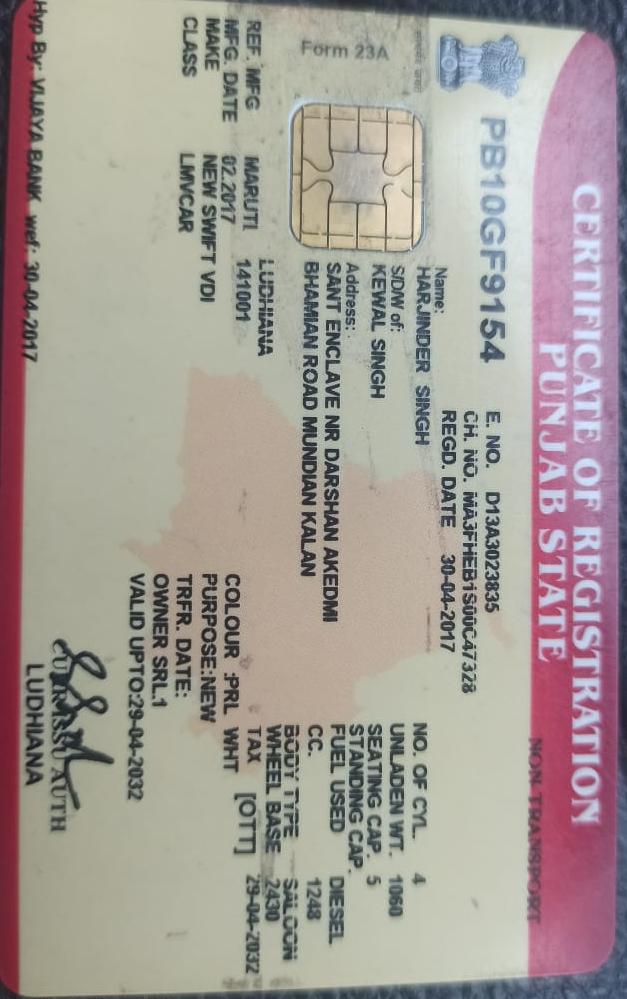 CERTIFICATE OF REGISTRATION
PUNJAB STATE
NON TRANSPORT
PB10GF9154
E. NO. D13A3023835
CH. NO. MA3FHEB1S00C47328
REGD. DATE 30-04-2017
Form 23A
Name:
HARJINDER SINGH
S/D/W of:
KEWAL SINGH
Address:
SANT ENCLAVE NR DARSHAN AKEDMI
BHAMIAN ROAD MUNDIAN KALAN
LUDHIANA
141001
NO. OF CYL. 4
UNLADEN WT. 1060
SEATING CAP. 5
STANDING CAP.
FUEL USED DIESEL
CC. 1248
BODY TYPE SALOON
WHEEL BASE 2430
TAX [OTT] 29-04-2032
REF. MFG MARUTI
MFG. DATE 02.2017
MAKE NEW SWIFT VDI
CLASS LMVCAR
COLOUR :PRL WHT
PURPOSE:NEW
TRFR. DATE:
OWNER SRL.1
VALID UPTO:29-04-2032
AUTH
LUDHIANA
Hyp By: VIJAYA BANK wef: 30-04-2017